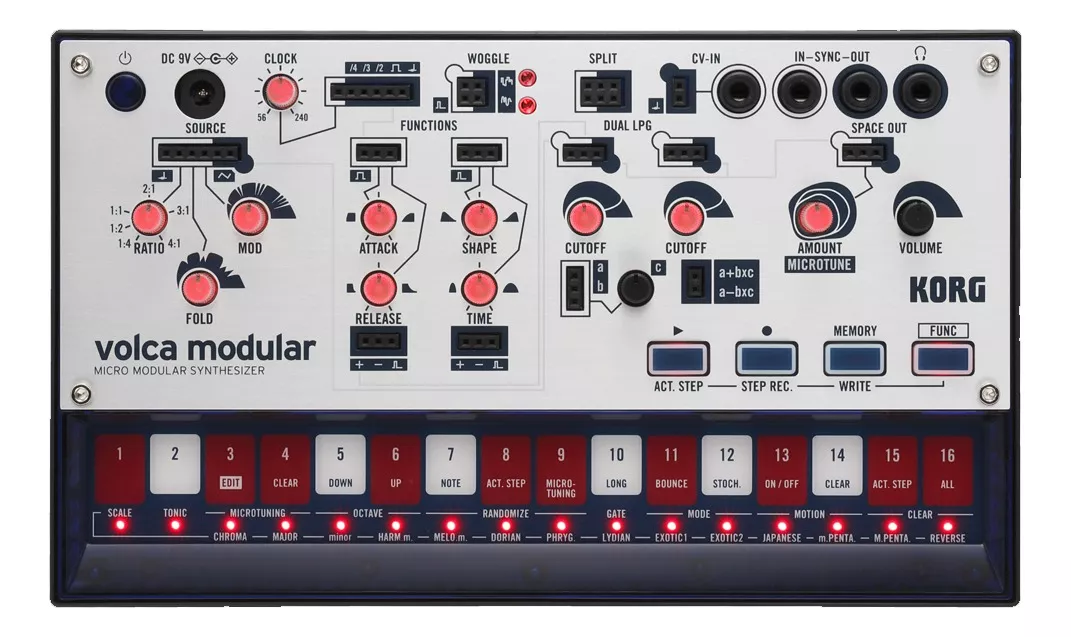 DC 9V
CLOCK
56
240
/4 /3 /2
WOGGLE
SPLIT
CV-IN
IN-SYNC-OUT
SOURCE
FUNCTIONS
DUAL LPG
SPACE OUT
2:1
1:1
3:1
1:2
1:4
4:1
RATIO
MOD
ATTACK
SHAPE
CUTOFF
CUTOFF
AMOUNT
MICROTUNE
VOLUME
FOLD
RELEASE
TIME
a
b
c
a+bxc
a-bxc
KORG
+ -
+ -
volca modular
MICRO MODULAR SYNTHESIZER
MEMORY
FUNC
ACT. STEP
STEP REC.
WRITE
1 2 3 4 5 6 7 8 9 10 11 12 13 14 15 16
EDIT CLEAR DOWN UP NOTE ACT. STEP MICRO-TUNING LONG BOUNCE STOCH. ON / OFF CLEAR ACT. STEP ALL
SCALE TONIC MICROTUNING OCTAVE RANDOMIZE GATE MODE MOTION CLEAR
CHROMA MAJOR minor HARM m. MELO m. DORIAN PHRYG. LYDIAN EXOTIC1 EXOTIC2 JAPANESE m.PENTA. M.PENTA. REVERSE